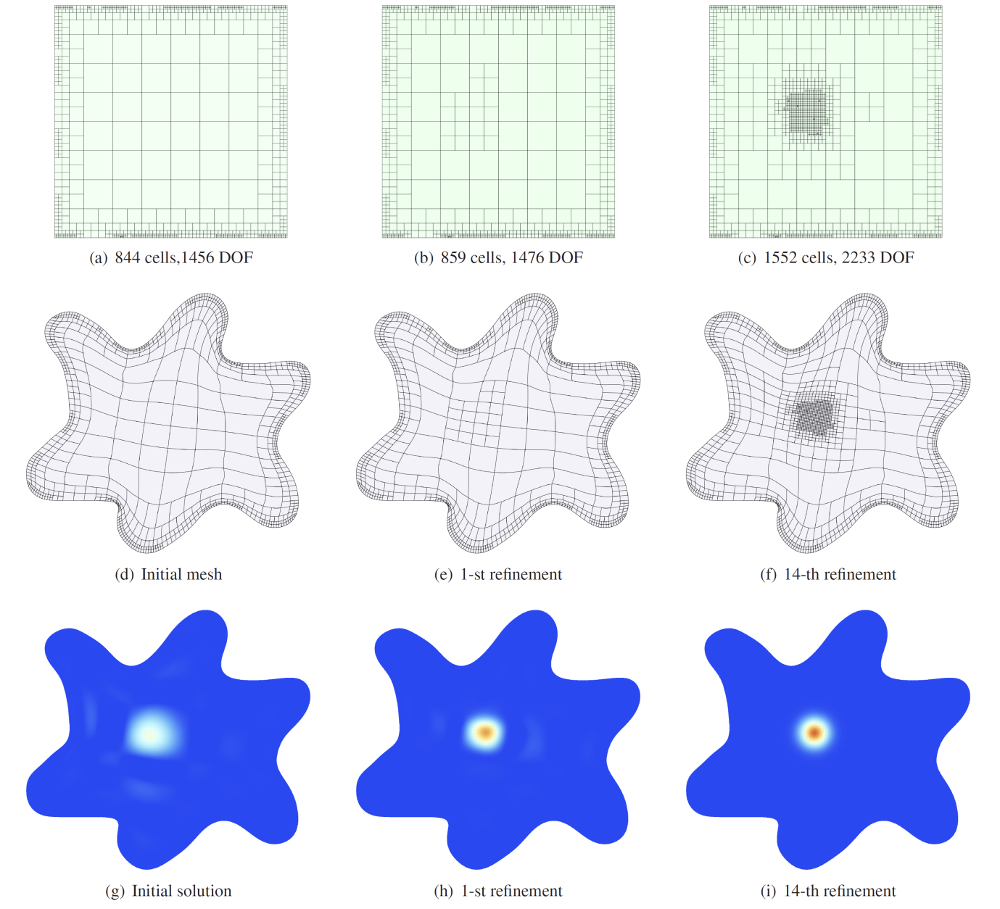 (a) 844 cells,1456 DOF
(b) 859 cells, 1476 DOF
(c) 1552 cells, 2233 DOF
(d) Initial mesh
(e) 1-st refinement
(f) 14-th refinement
(g) Initial solution
(h) 1-st refinement
(i) 14-th refinement